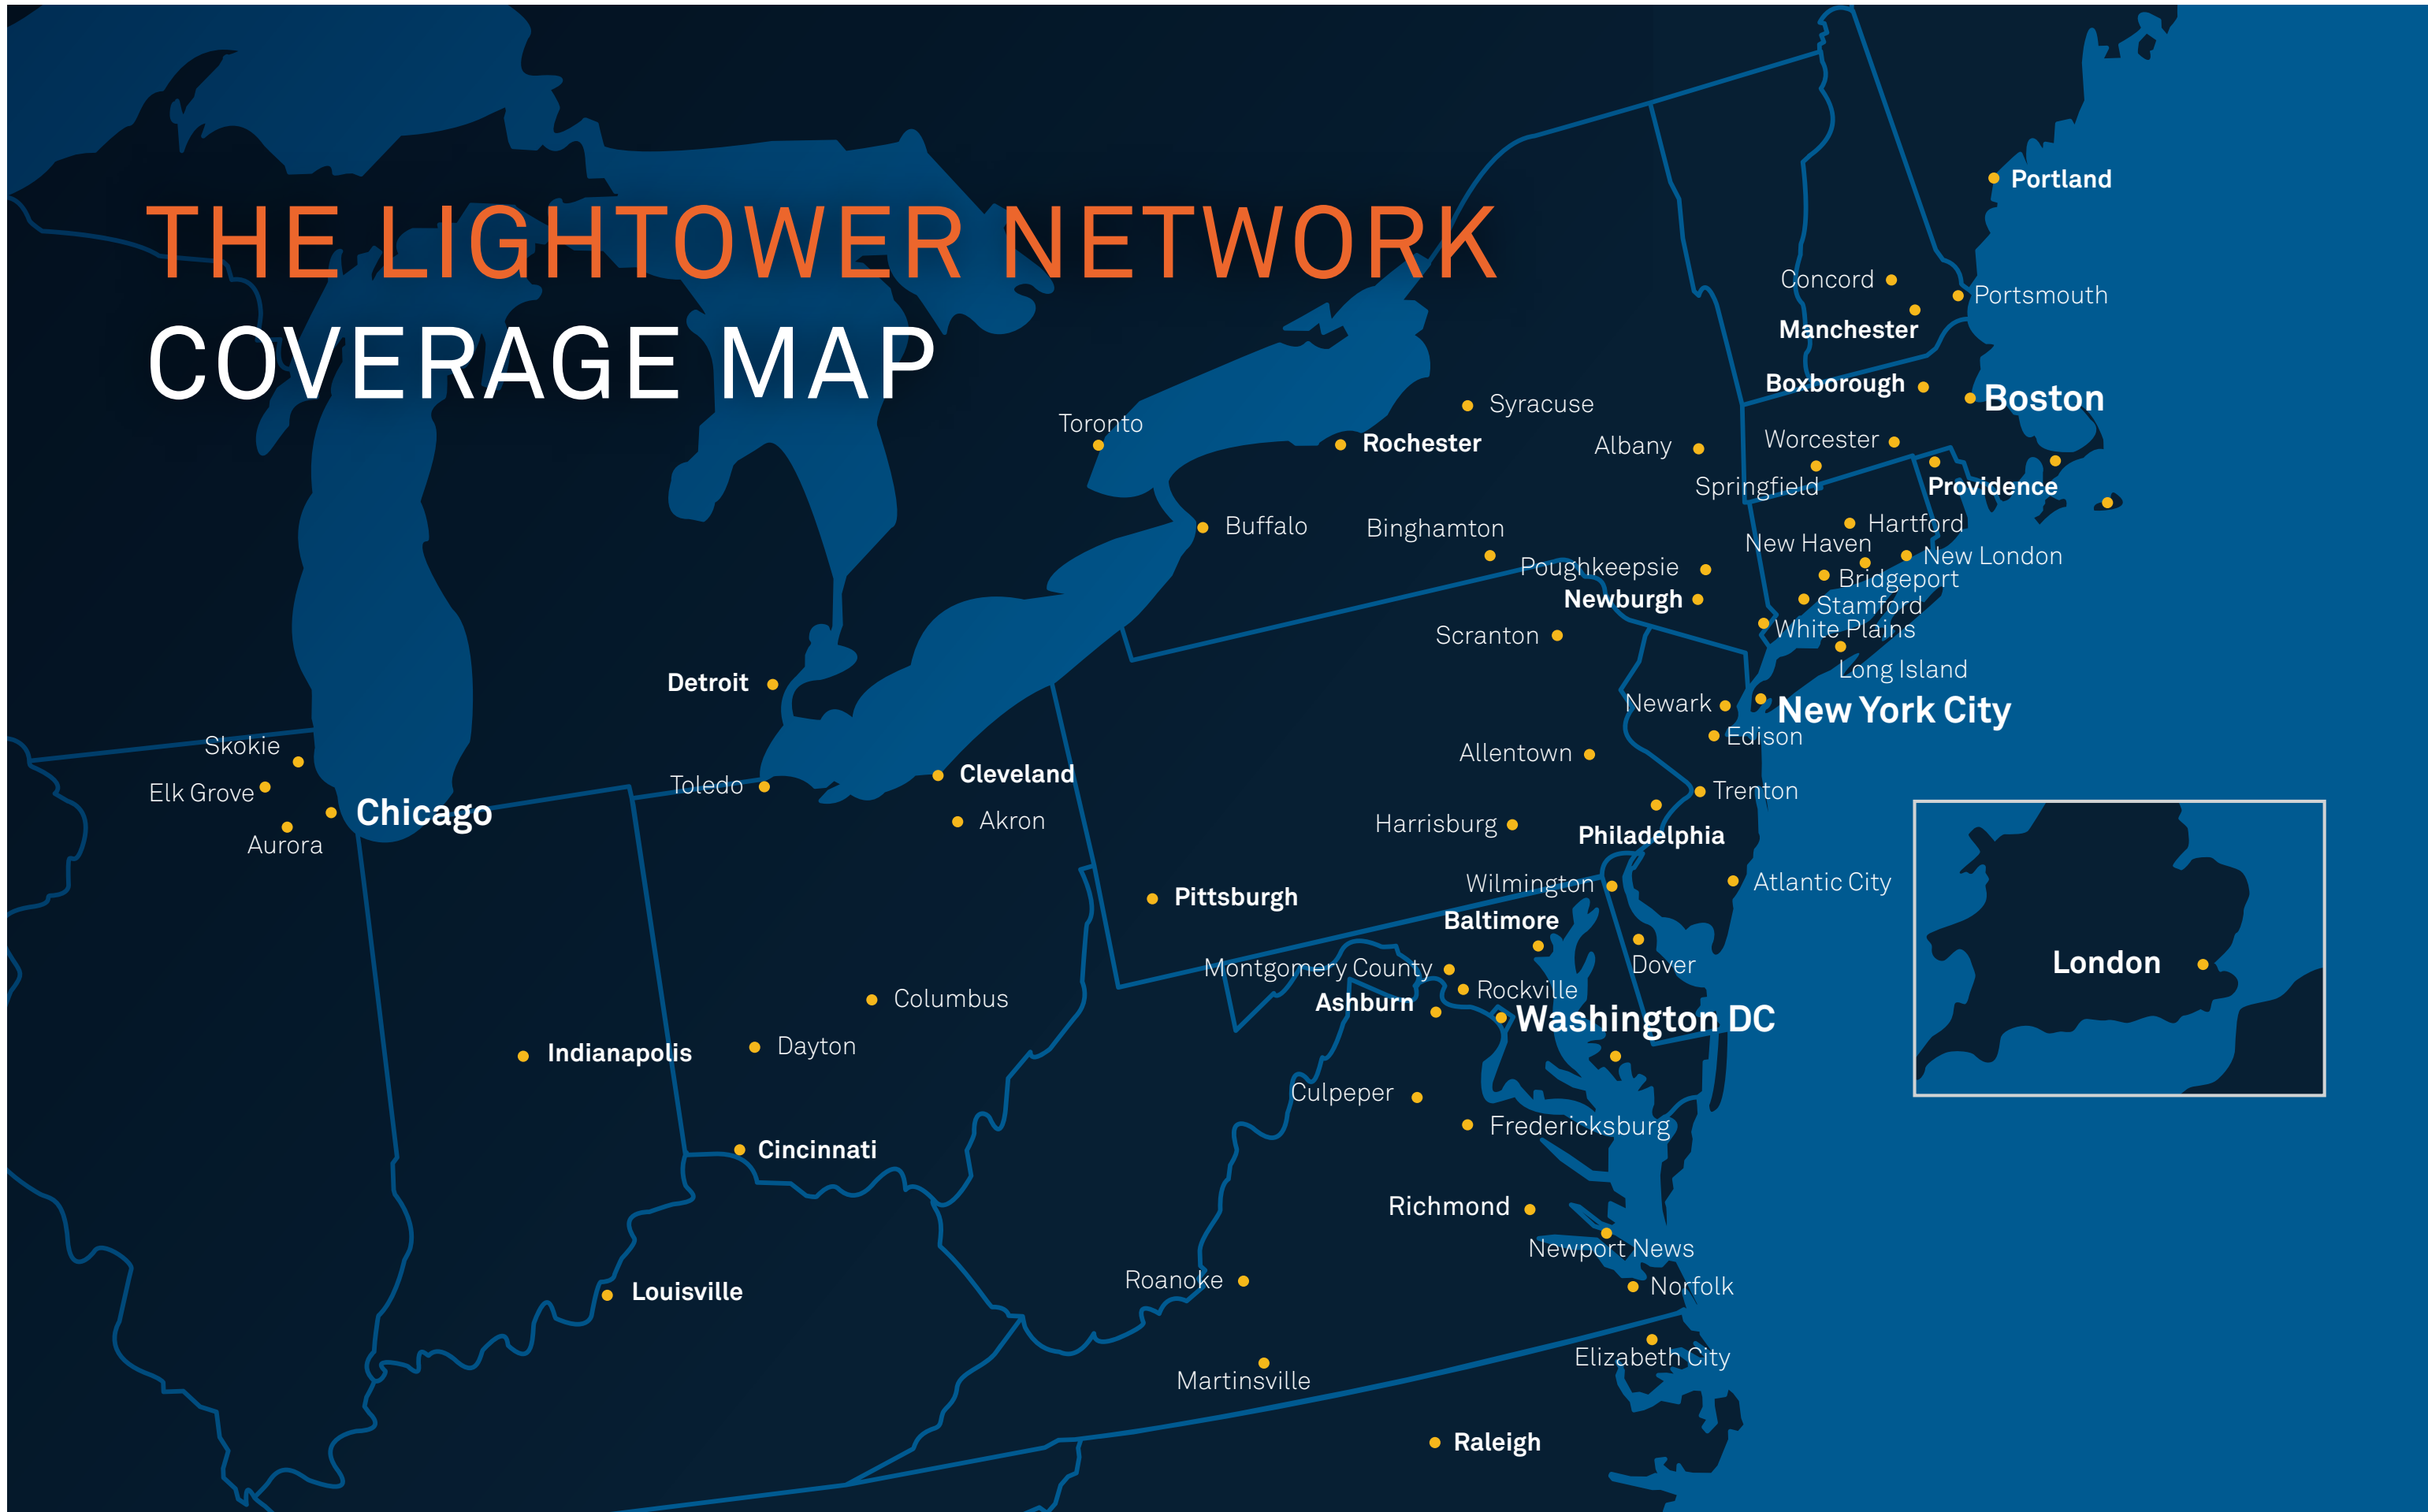 THE LIGHTOWER NETWORK
COVERAGE MAP
Portland
Concord
Portsmouth
Manchester
Boxborough
Boston
Syracuse
Toronto
Rochester
Albany
Worcester
Springfield
Providence
Buffalo
Binghamton
Hartford
New Haven
New London
Poughkeepsie
Bridgeport
Newburgh
Stamford
White Plains
Scranton
Long Island
Detroit
Newark
New York City
Edison
Skokie
Allentown
Cleveland
Toledo
Elk Grove
Trenton
Chicago
Akron
Harrisburg
Philadelphia
Aurora
Wilmington
Atlantic City
Pittsburgh
Baltimore
London
Dover
Montgomery County
Rockville
Columbus
Ashburn
Washington DC
Indianapolis
Dayton
Culpeper
Fredericksburg
Cincinnati
Richmond
Newport News
Roanoke
Norfolk
Louisville
Elizabeth City
Martinsville
Raleigh